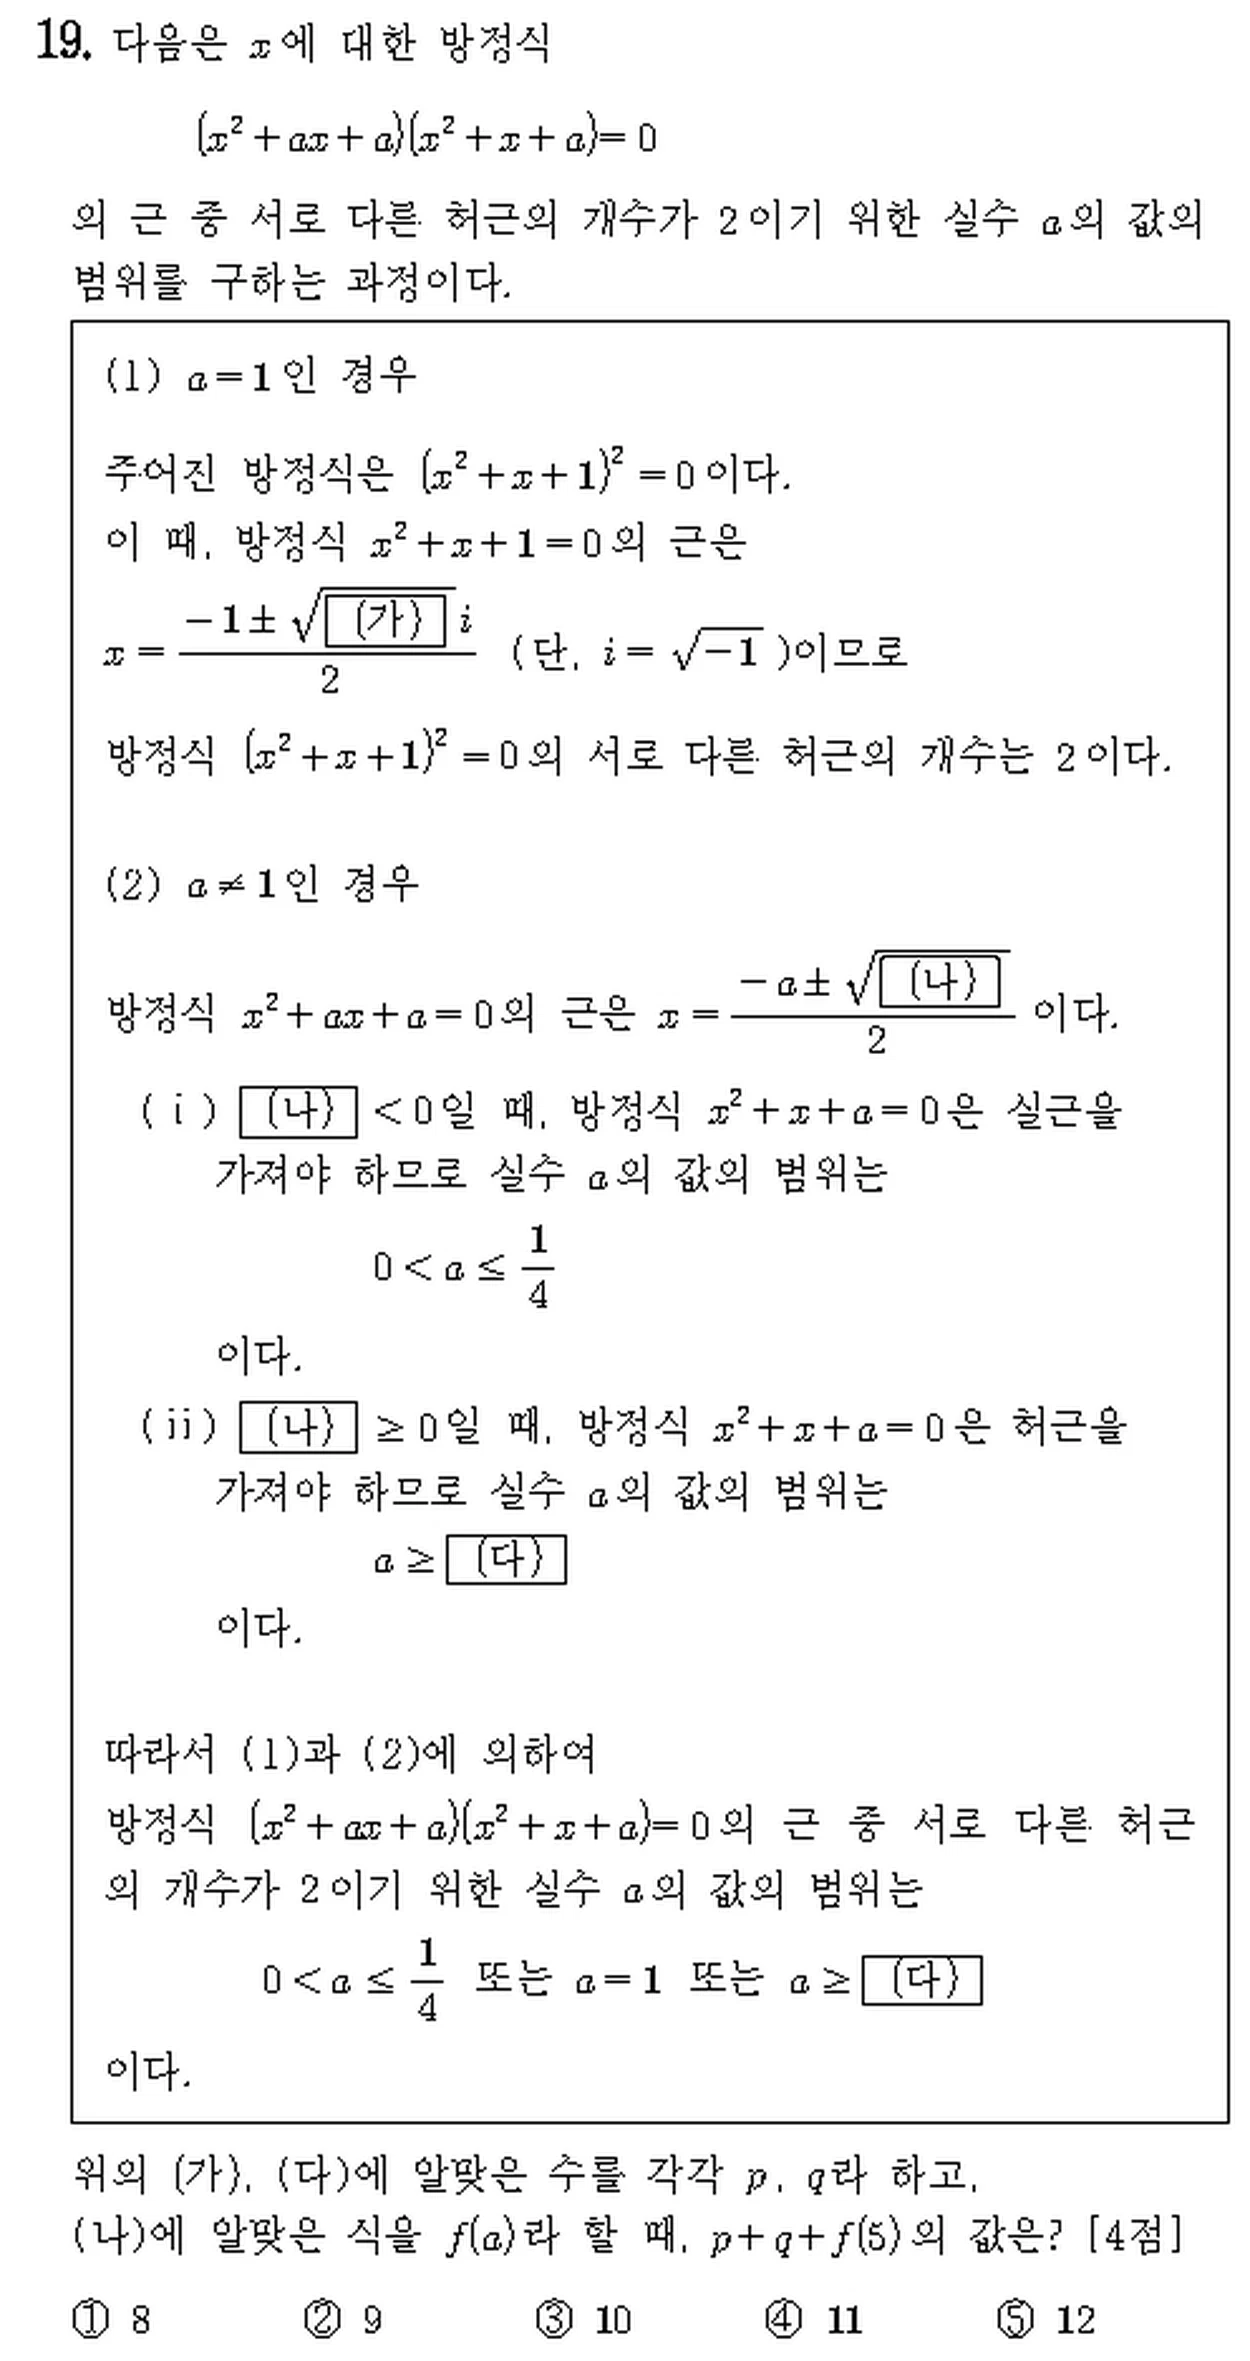 19. 다음은 x에 대한 방정식
(x²+ax+a)(x²+x+a)=0
의 근 중 서로 다른 허근의 개수가 2이기 위한 실수 a의 값의
범위를 구하는 과정이다.
(1) a=1인 경우
주어진 방정식은 (x²+x+1)²=0이다.
이 때, 방정식 x²+x+1=0의 근은
x=(-1±√(가) i)/2 (단, i=√-1)이므로
방정식 (x²+x+1)²=0의 서로 다른 허근의 개수는 2이다.
(2) a≠1인 경우
방정식 x²+ax+a=0의 근은 x=(-a±√(나))/2 이다.
(i) (나) <0일 때, 방정식 x²+x+a=0은 실근을
가져야 하므로 실수 a의 값의 범위는
0<a≤1/4
이다.
(ii) (나) ≥0일 때, 방정식 x²+x+a=0은 허근을
가져야 하므로 실수 a의 값의 범위는
a≥ (다)
이다.
따라서 (1)과 (2)에 의하여
방정식 (x²+ax+a)(x²+x+a)=0의 근 중 서로 다른 허근
의 개수가 2이기 위한 실수 a의 값의 범위는
0<a≤1/4 또는 a=1 또는 a≥ (다)
이다.
위의 (가), (다)에 알맞은 수를 각각 p, q라 하고,
(나)에 알맞은 식을 f(a)라 할 때, p+q+f(5)의 값은? [4점]
① 8 ② 9 ③ 10 ④ 11 ⑤ 12